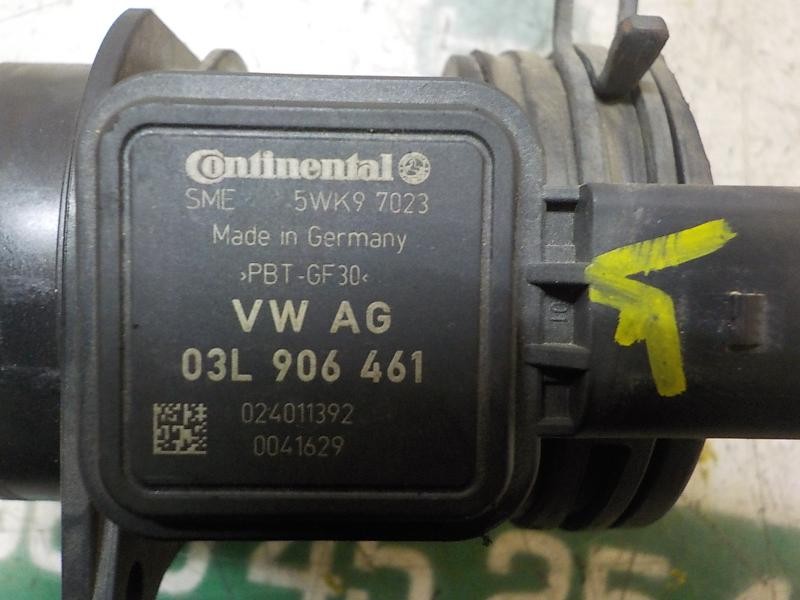 Continental
SME 5WK9 7023
Made in Germany
>PBT-GF30<
VW AG
03L 906 461
024011392
0041629